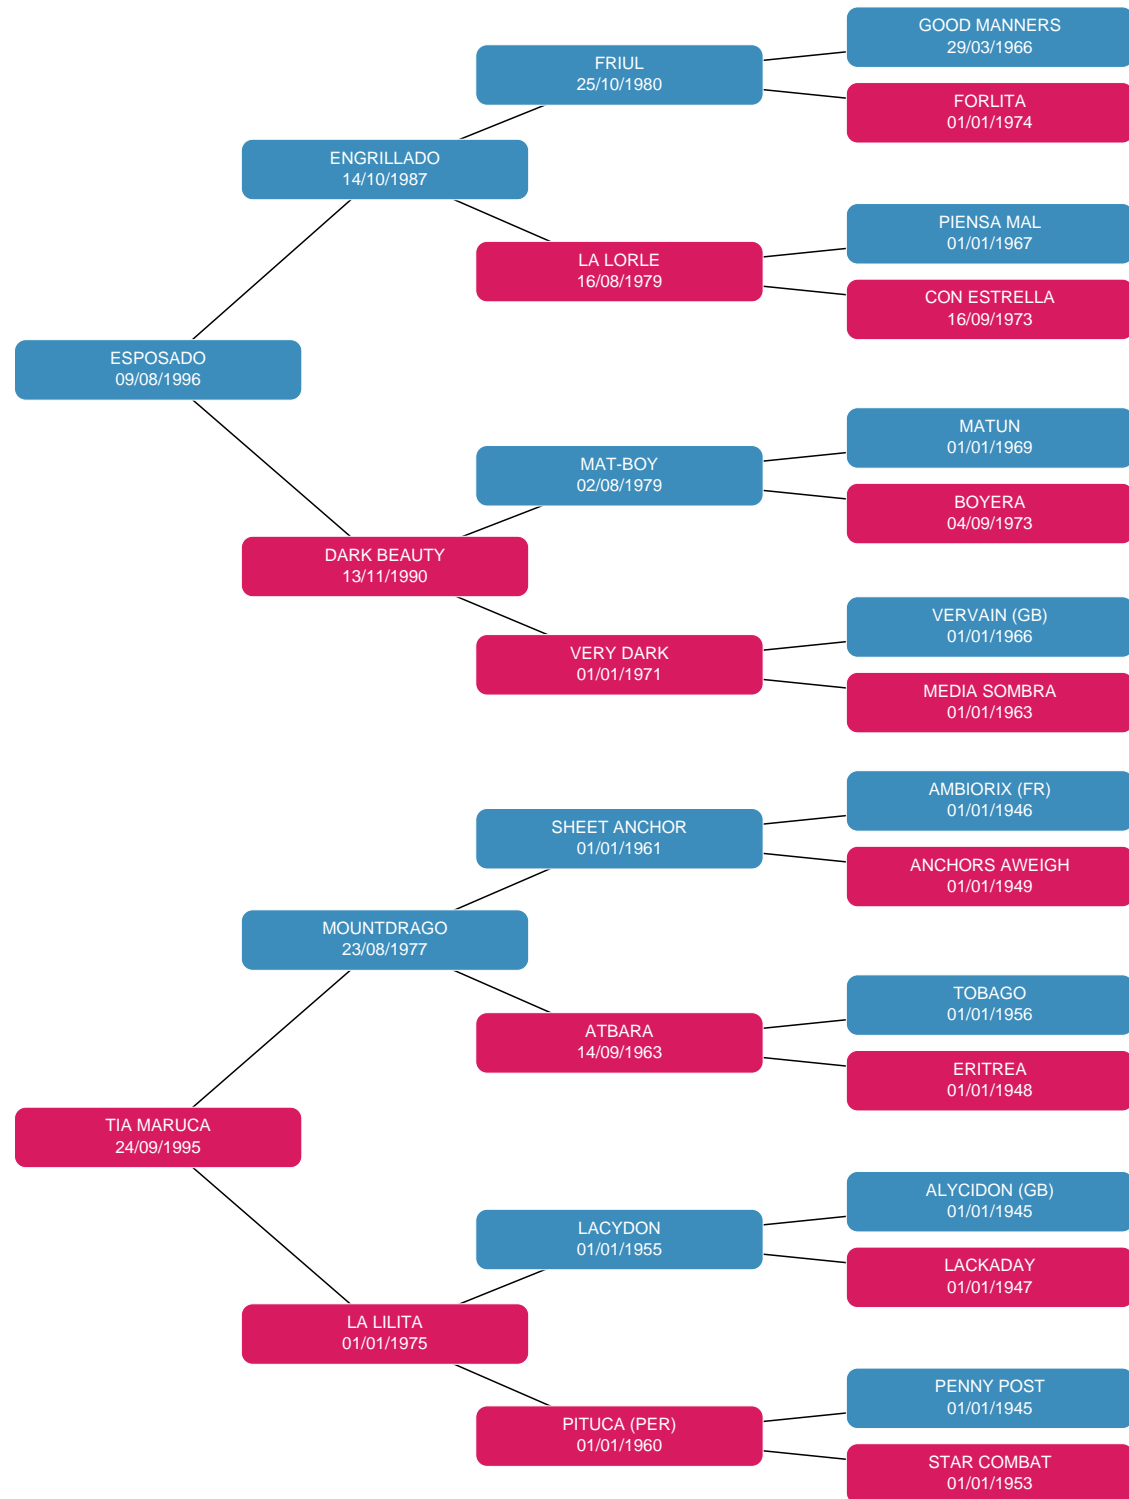 GOOD MANNERS
29/03/1966
FRIUL
25/10/1980
FORLITA
01/01/1974
ENGRILLADO
14/10/1987
PIENSA MAL
01/01/1967
LA LORLE
16/08/1979
CON ESTRELLA
16/09/1973
ESPOSADO
09/08/1996
MATUN
01/01/1969
MAT-BOY
02/08/1979
BOYERA
04/09/1973
DARK BEAUTY
13/11/1990
VERVAIN (GB)
01/01/1966
VERY DARK
01/01/1971
MEDIA SOMBRA
01/01/1963
AMBIORIX (FR)
01/01/1946
SHEET ANCHOR
01/01/1961
ANCHORS AWEIGH
01/01/1949
MOUNTDRAGO
23/08/1977
TOBAGO
01/01/1956
ATBARA
14/09/1963
ERITREA
01/01/1948
TIA MARUCA
24/09/1995
ALYCIDON (GB)
01/01/1945
LACYDON
01/01/1955
LACKADAY
01/01/1947
LA LILITA
01/01/1975
PENNY POST
01/01/1945
PITUCA (PER)
01/01/1960
STAR COMBAT
01/01/1953